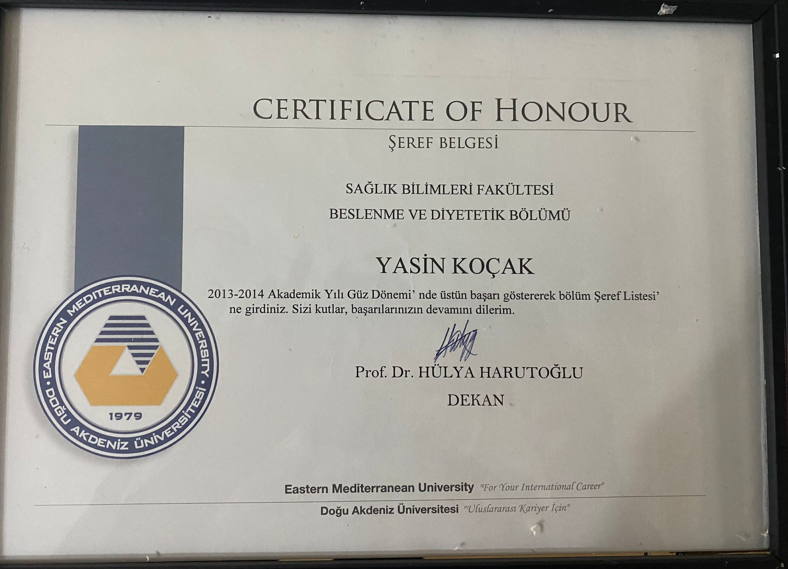 CERTIFICATE OF HONOUR
ŞEREF BELGESİ
SAĞLIK BİLİMLERİ FAKÜLTESİ
BESLENME VE DİYETETİK BÖLÜMÜ
YASİN KOÇAK
2013-2014 Akademik Yılı Güz Dönemi' nde üstün başarı göstererek bölüm Şeref Listesi'
ne girdiniz. Sizi kutlar, başarılarınızın devamını dilerim.
Prof. Dr. HÜLYA HARUTOĞLU
DEKAN
EASTERN MEDITERRANEAN UNIVERSITY
1979
DOĞU AKDENİZ ÜNİVERSİTESİ
Eastern Mediterranean University "For Your International Career"
Doğu Akdeniz Üniversitesi "Uluslararası Kariyer İçin"